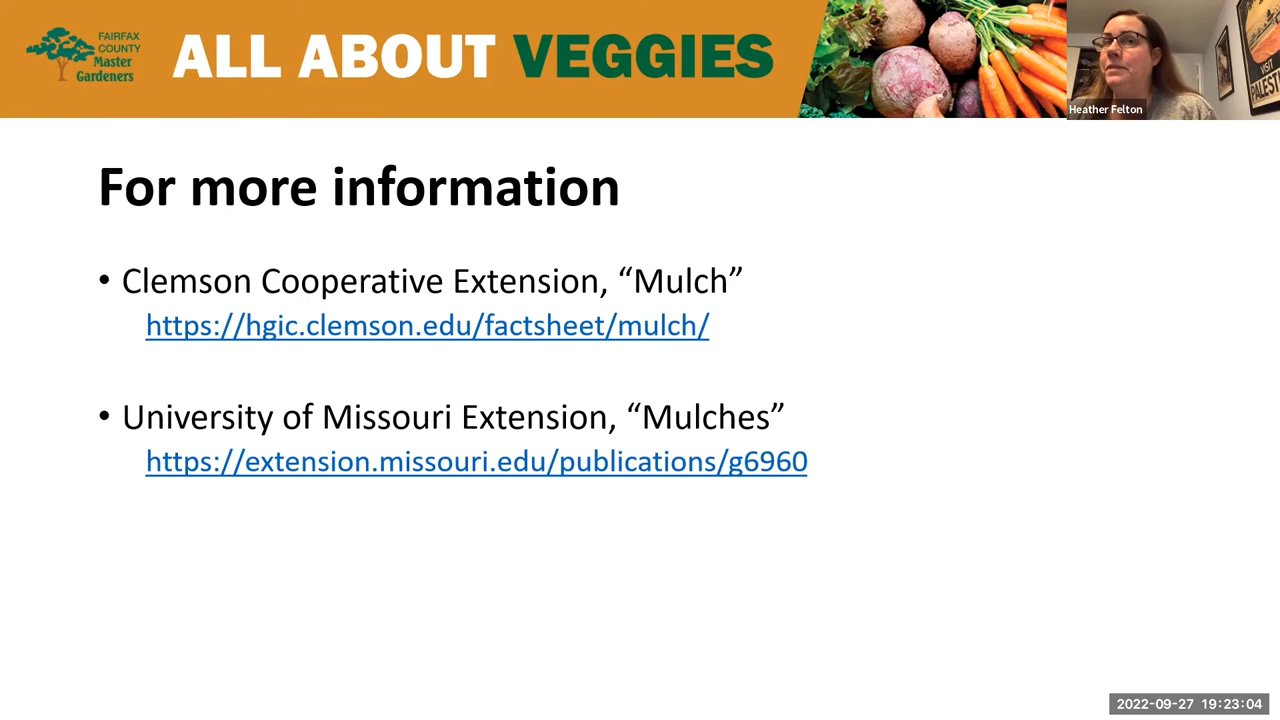 FAIRFAX
COUNTY
Master
Gardeners
ALL ABOUT VEGGIES
VISIT
PALEST
Heather Felton
For more information
• Clemson Cooperative Extension, “Mulch”
https://hgic.clemson.edu/factsheet/mulch/
• University of Missouri Extension, “Mulches”
https://extension.missouri.edu/publications/g6960
2022-09-27 19:23:04